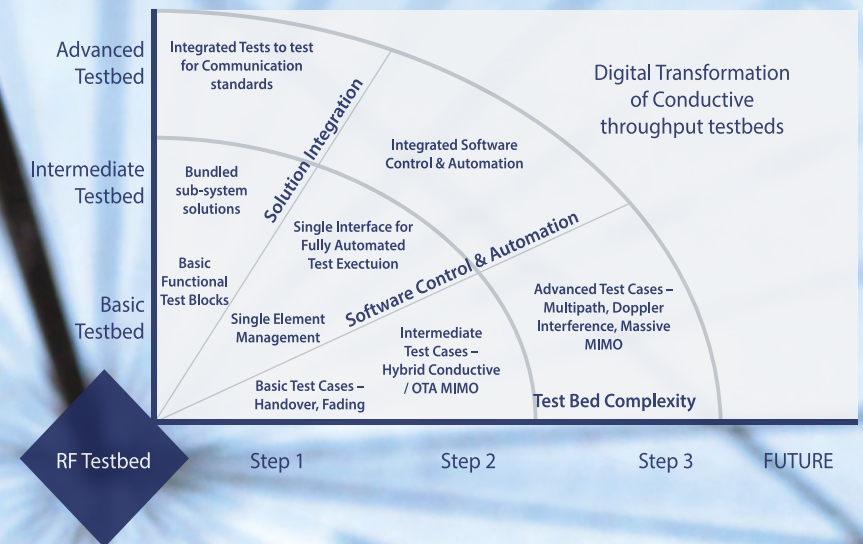 Advanced
Testbed
Integrated Tests to test
for Communication
standards
Solution Integration
Digital Transformation
of Conductive
throughput testbeds
Integrated Software
Control & Automation
Intermediate
Testbed
Bundled
sub-system
solutions
Single Interface for
Fully Automated
Test Exectuion
Software Control & Automation
Basic
Functional
Test Blocks
Basic
Testbed
Single Element
Management
Advanced Test Cases –
Multipath, Doppler
Interference, Massive
MIMO
Intermediate
Test Cases –
Hybrid Conductive
/ OTA MIMO
Basic Test Cases –
Handover, Fading
Test Bed Complexity
RF Testbed
Step 1
Step 2
Step 3
FUTURE